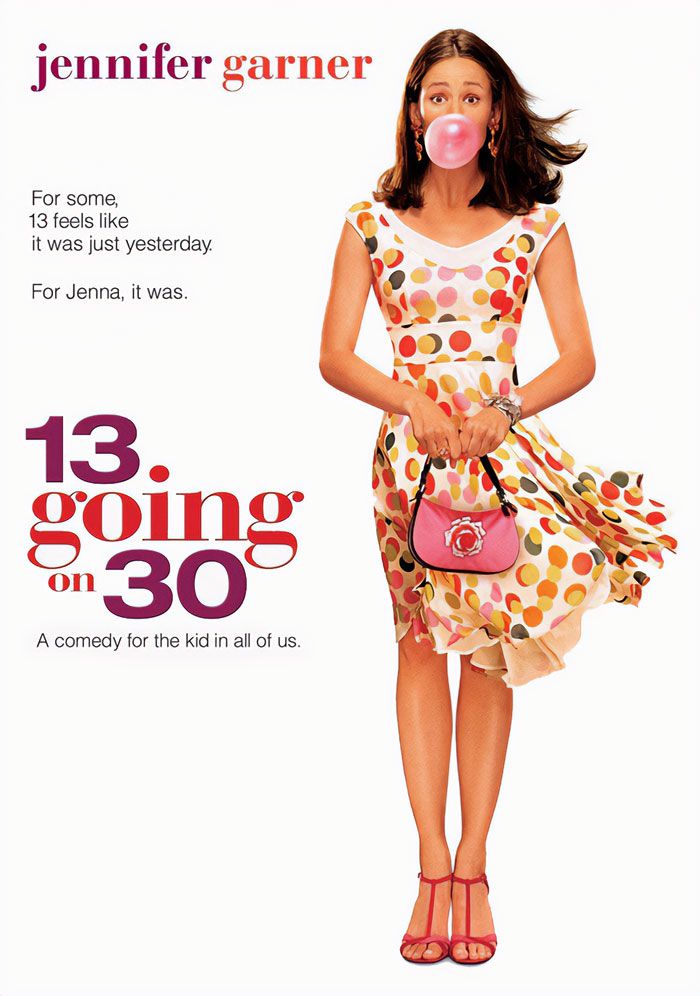 jennifer garner
For some,
13 feels like
it was just yesterday.
For Jenna, it was.
13
going
on 30
A comedy for the kid in all of us.